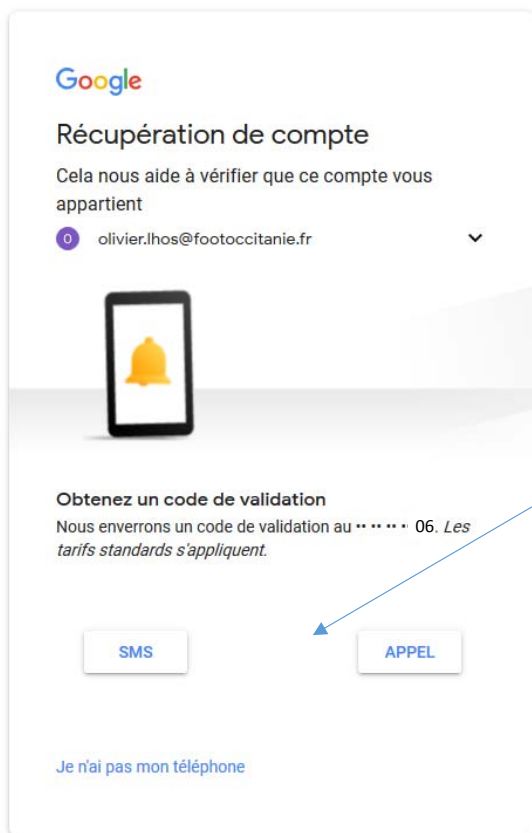 Google
Récupération de compte
Cela nous aide à vérifier que ce compte vous
appartient
O olivier.lhos@footoccitanie.fr
Obtenez un code de validation
Nous enverrons un code de validation au •• •• •• •• 06. Les
tarifs standards s'appliquent.
SMS APPEL
Je n'ai pas mon téléphone